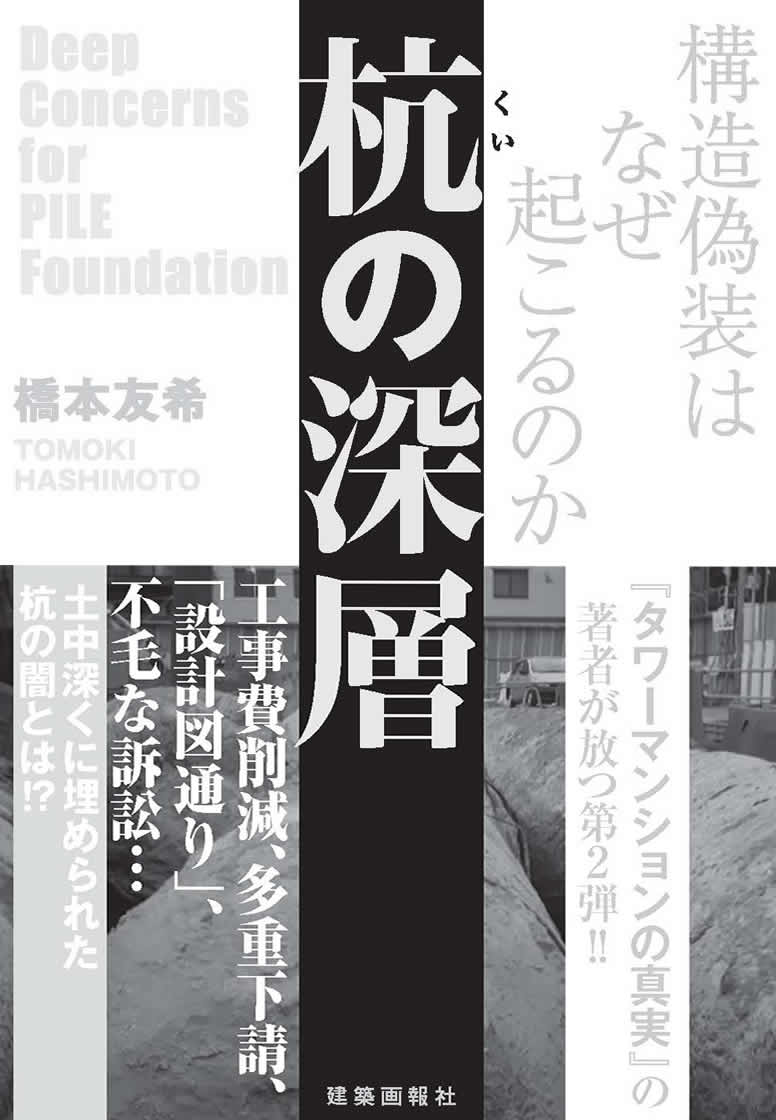 構造偽装は
なぜ
起こるのか
杭の深層
くい
Deep
Concerns
for
PILE
Foundation
橋本友希
TOMOKI
HASHIMOTO
『タワーマンションの真実』の
著者が放つ第2弾!!
工事費削減、多重下請、
「設計図通り」、
不毛な訴訟…
土中深くに埋められた
杭の闇とは!?
建築画報社